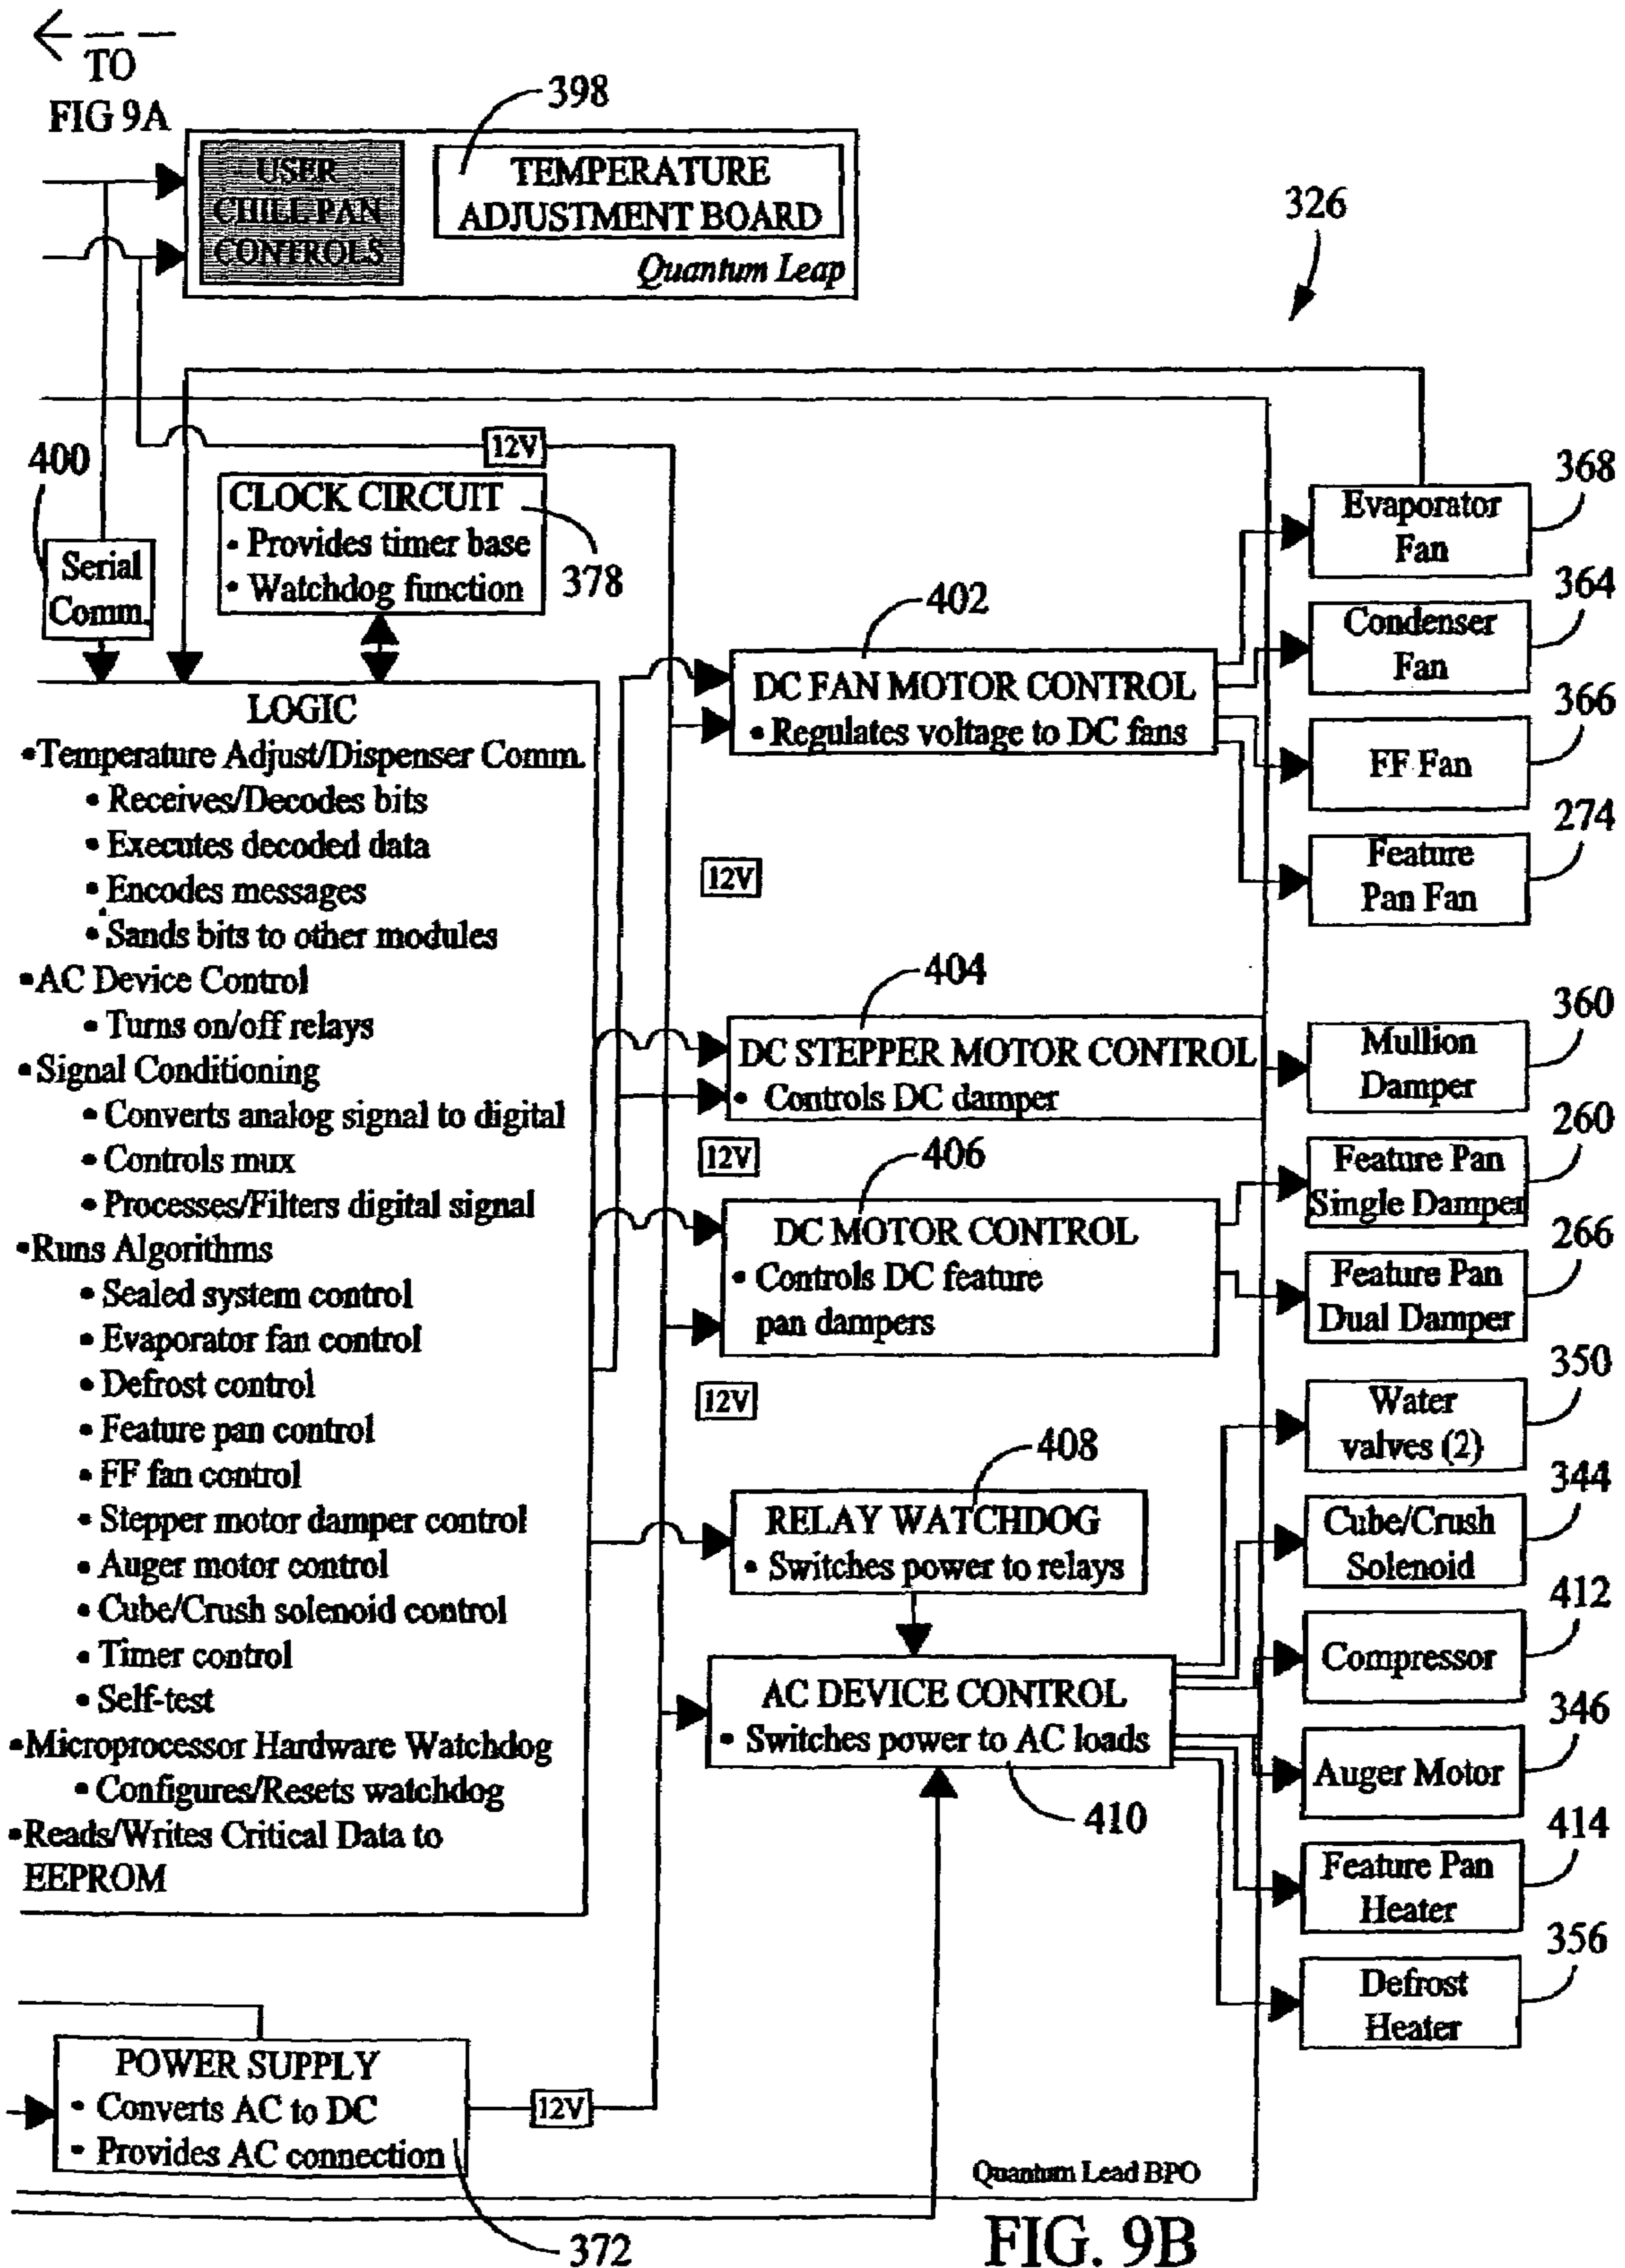 TO
FIG 9A
398
USER
CHILL PAN
CONTROLS
TEMPERATURE
ADJUSTMENT BOARD
Quantum Leap
326
12V
400
Serial
Comm.
CLOCK CIRCUIT
• Provides timer base
• Watchdog function
378
LOGIC
•Temperature Adjust/Dispenser Comm.
• Receives/Decodes bits
• Executes decoded data
• Encodes messages
• Sands bits to other modules
•AC Device Control
• Turns on/off relays
•Signal Conditioning
• Converts analog signal to digital
• Controls mux
• Processes/Filters digital signal
•Runs Algorithms
• Sealed system control
• Evaporator fan control
• Defrost control
• Feature pan control
• FF fan control
• Stepper motor damper control
• Auger motor control
• Cube/Crush solenoid control
• Timer control
• Self-test
•Microprocessor Hardware Watchdog
• Configures/Resets watchdog
•Reads/Writes Critical Data to
EEPROM
402
DC FAN MOTOR CONTROL
• Regulates voltage to DC fans
12V
404
DC STEPPER MOTOR CONTROL
• Controls DC damper
12V
406
DC MOTOR CONTROL
• Controls DC feature
pan dampers
12V
408
RELAY WATCHDOG
• Switches power to relays
AC DEVICE CONTROL
• Switches power to AC loads
410
Evaporator
Fan
368
Condenser
Fan
364
FF Fan
366
Feature
Pan Fan
274
Mullion
Damper
360
Feature Pan
Single Damper
260
Feature Pan
Dual Damper
266
Water
valves (2)
350
Cube/Crush
Solenoid
344
Compressor
412
Auger Motor
346
Feature Pan
Heater
414
Defrost
Heater
356
POWER SUPPLY
• Converts AC to DC
• Provides AC connection
12V
372
Quantum Lead BPO
FIG. 9B